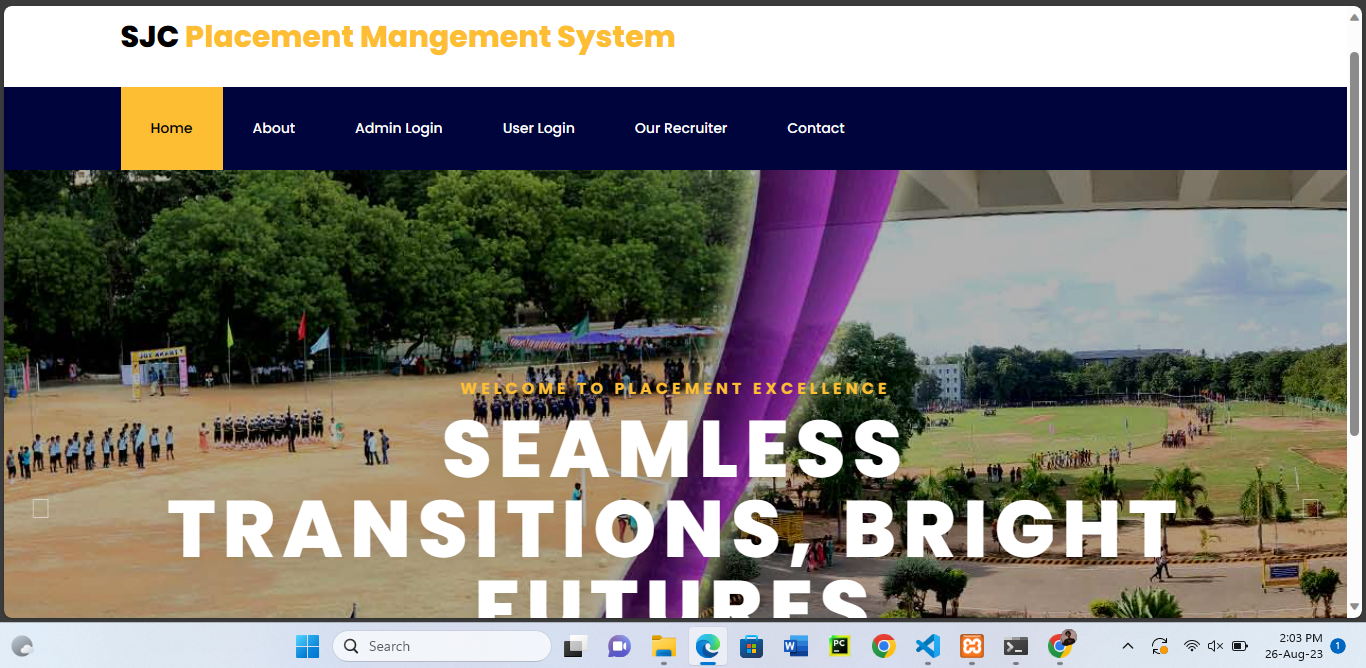 SJC Placement Mangement System
Home About Admin Login User Login Our Recruiter Contact
WELCOME TO PLACEMENT EXCELLENCE
SEAMLESS
TRANSITIONS, BRIGHT
FUTURES
Search
2:03 PM
26-Aug-23
1